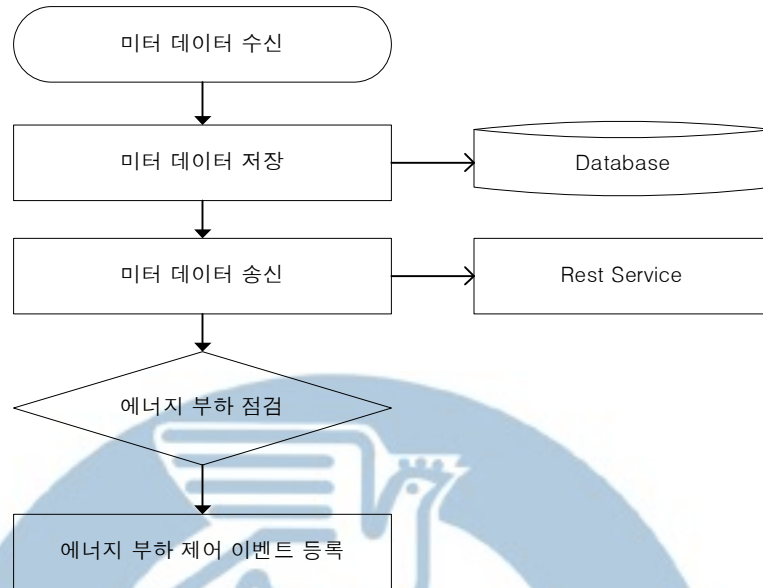 미터 데이터 수신
미터 데이터 저장
Database
미터 데이터 송신
Rest Service
에너지 부하 점검
에너지 부하 제어 이벤트 등록